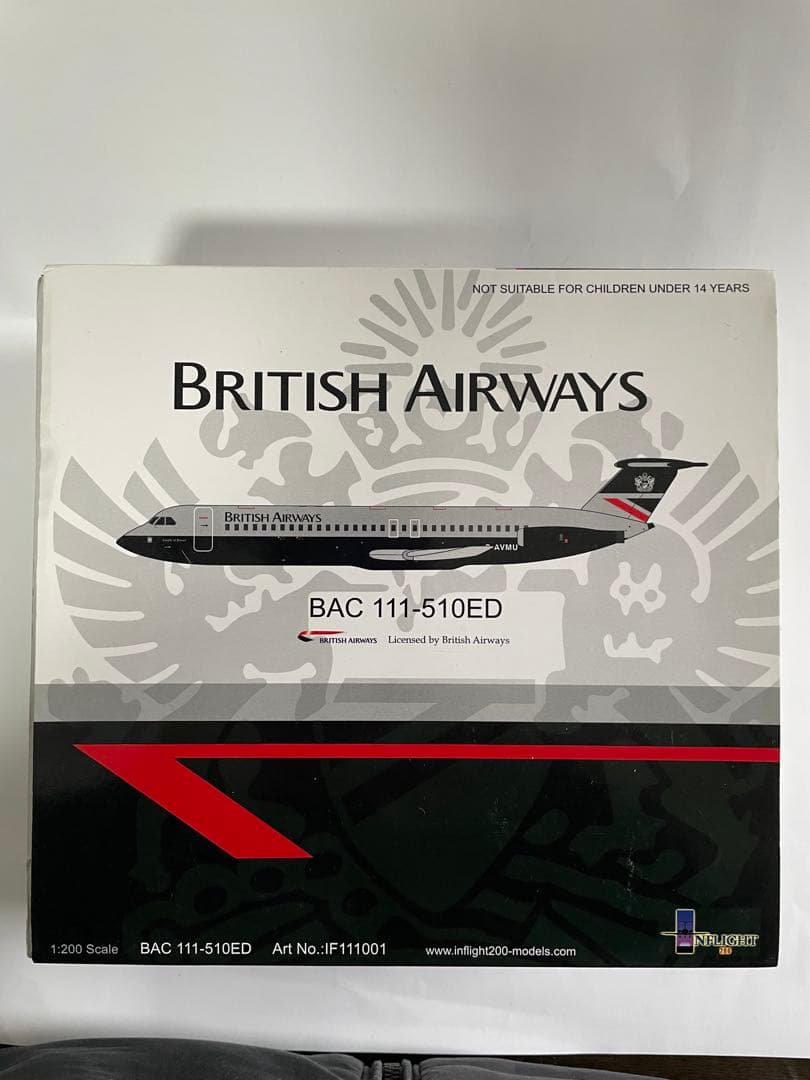 NOT SUITABLE FOR CHILDREN UNDER 14 YEARS
BRITISH AIRWAYS
BRITISH AIRWAYS
AVMU
BAC 111-510ED
BRITISH AIRWAYS Licensed by British Airways
1:200 Scale BAC 111-510ED Art No.:IF111001 www.inflight200-models.com
INFLIGHT
200